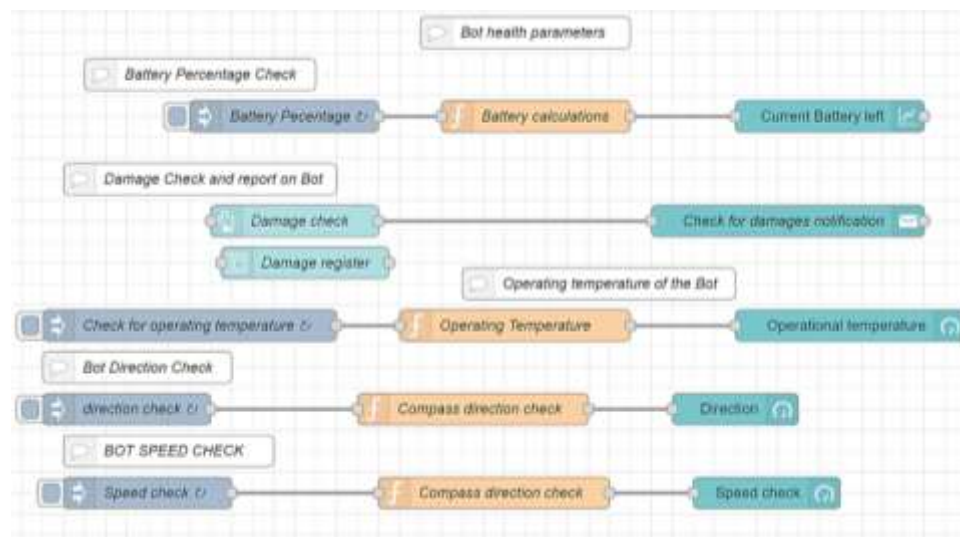 Bot health parameters
Battery Percentage Check
Battery Pecentage ↻
Battery calculations
Current Battery left
Damage Check and report on Bot
Damage check
Check for damages notification
Damage register
Operating temperature of the Bot
Check for operating temperature ↻
Operating Temperature
Operational temperature
Bot Direction Check
direction check ↻
Compass direction check
Direction
BOT SPEED CHECK
Speed check ↻
Compass direction check
Speed check